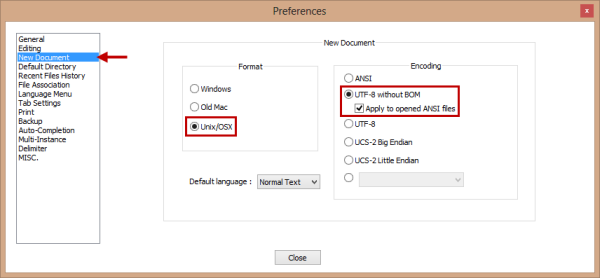 Preferences
x
General
Editing
New Document
Default Directory
Recent Files History
File Association
Language Menu
Tab Settings
Print
Backup
Auto-Completion
Multi-Instance
Delimiter
MISC.
New Document
Format
Windows
Old Mac
Unix/OSX
Default language :
Normal Text
Encoding
ANSI
UTF-8 without BOM
Apply to opened ANSI files
UTF-8
UCS-2 Big Endian
UCS-2 Little Endian
Close